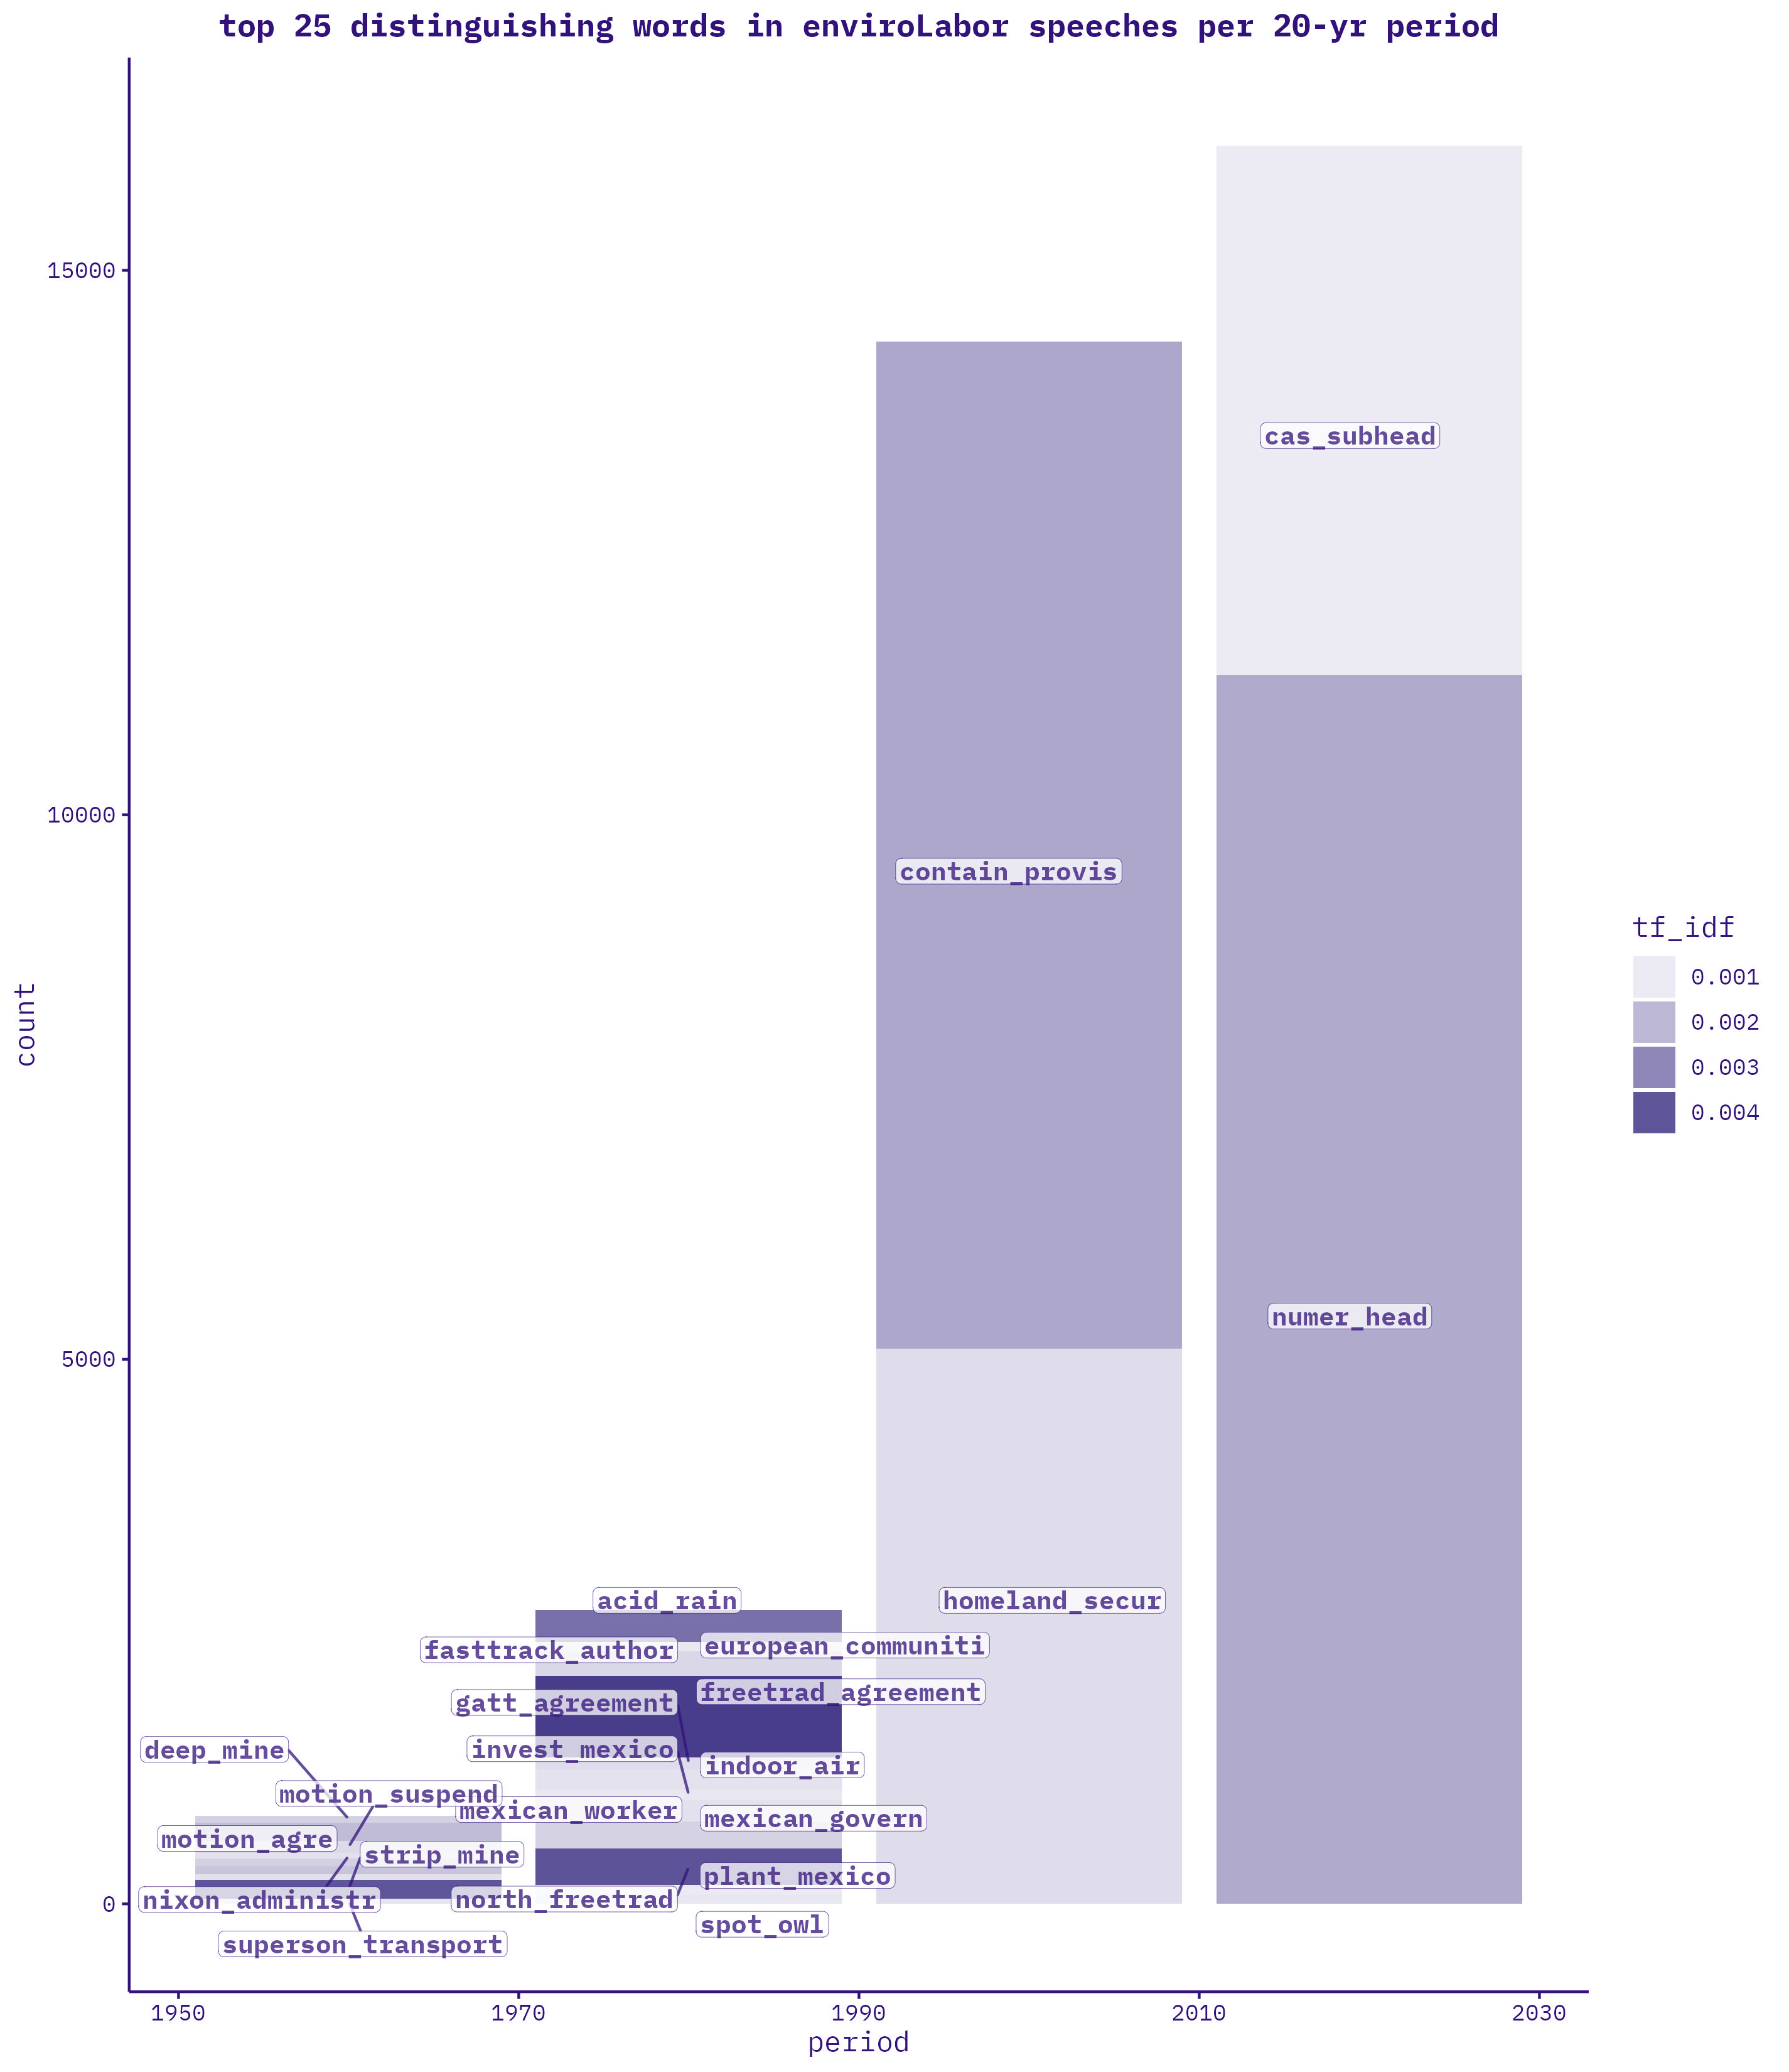 top 25 distinguishing words in enviroLabor speeches per 20-yr period
15000
10000
5000
0
count
cas_subhead
contain_provis
numer_head
acid_rain
homeland_secur
fasttrack_author
european_communiti
gatt_agreement
freetrad_agreement
deep_mine
invest_mexico
indoor_air
motion_suspend
mexican_worker
mexican_govern
motion_agre
strip_mine
plant_mexico
nixon_administr
north_freetrad
spot_owl
superson_transport
1950
1970
1990
2010
2030
period
tf_idf
0.001
0.002
0.003
0.004